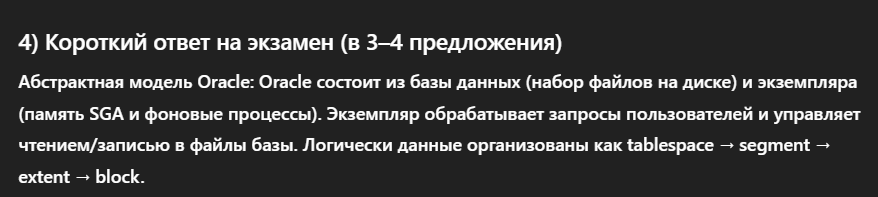 4) Короткий ответ на экзамен (в 3–4 предложения)
Абстрактная модель Oracle: Oracle состоит из базы данных (набор файлов на диске) и экземпляра
(память SGA и фоновые процессы). Экземпляр обрабатывает запросы пользователей и управляет
чтением/записью в файлы базы. Логически данные организованы как tablespace → segment →
extent → block.